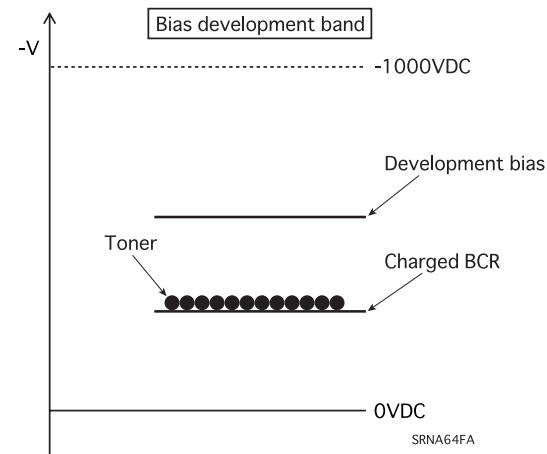 Bias development band
-V
-1000VDC
Development bias
Toner
Charged BCR
0VDC
SRNA64FA